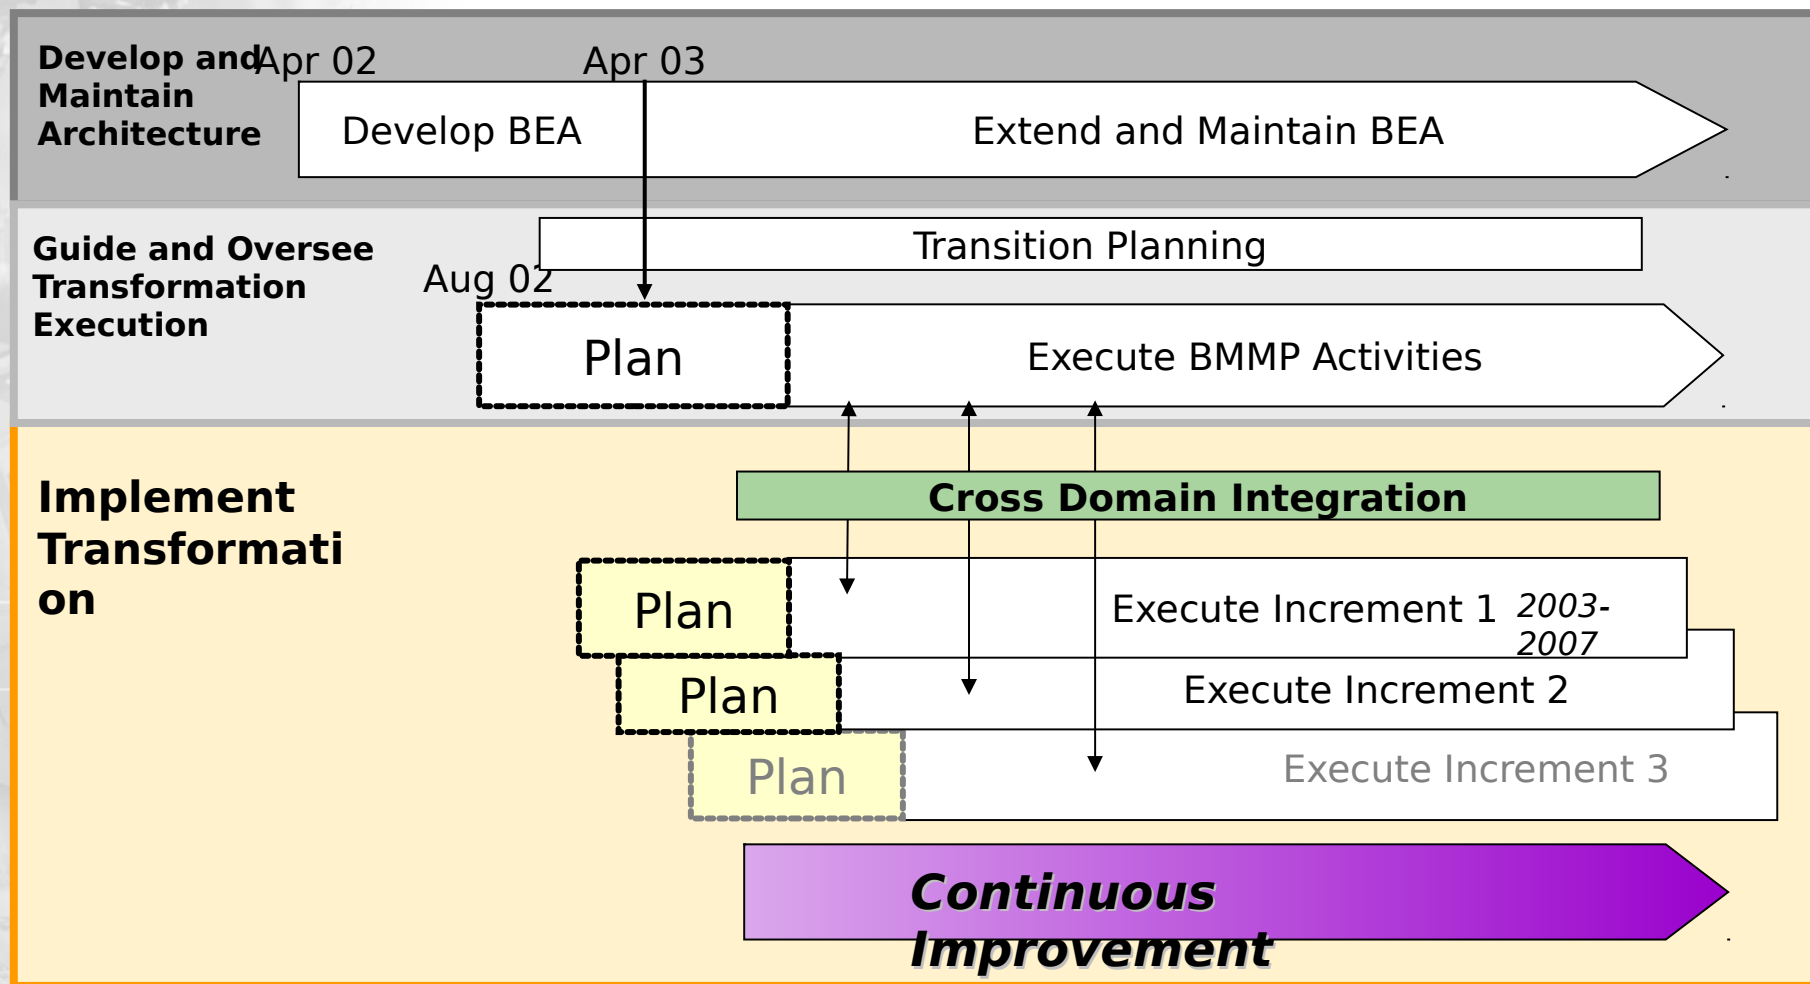 Develop and
Maintain
Architecture
Apr 02
Apr 03
Develop BEA
Extend and Maintain BEA
Guide and Oversee
Transformation
Execution
Transition Planning
Aug 02
Plan
Execute BMMP Activities
Implement
Transformati
on
Cross Domain Integration
Plan
Execute Increment 1
2003-
2007
Plan
Execute Increment 2
Plan
Execute Increment 3
Continuous
Improvement